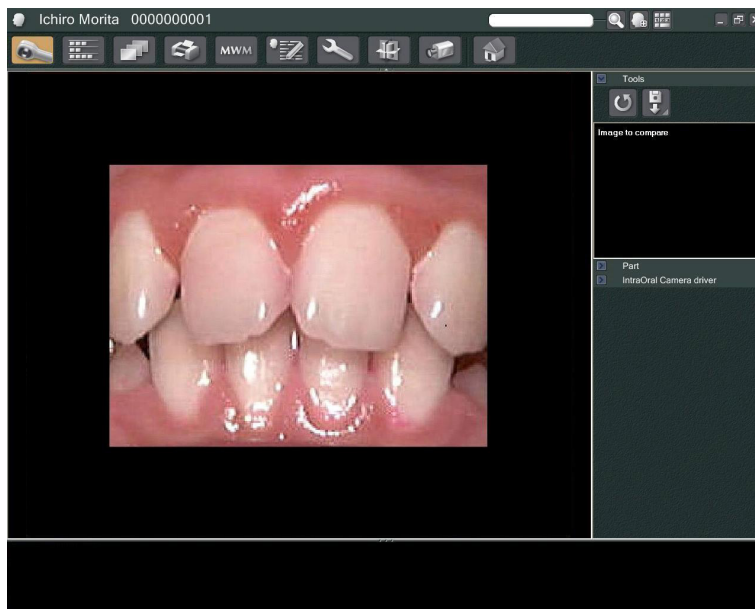 Ichiro Morita 0000000001
MWM
Tools
Image to compare
Part
IntraOral Camera driver